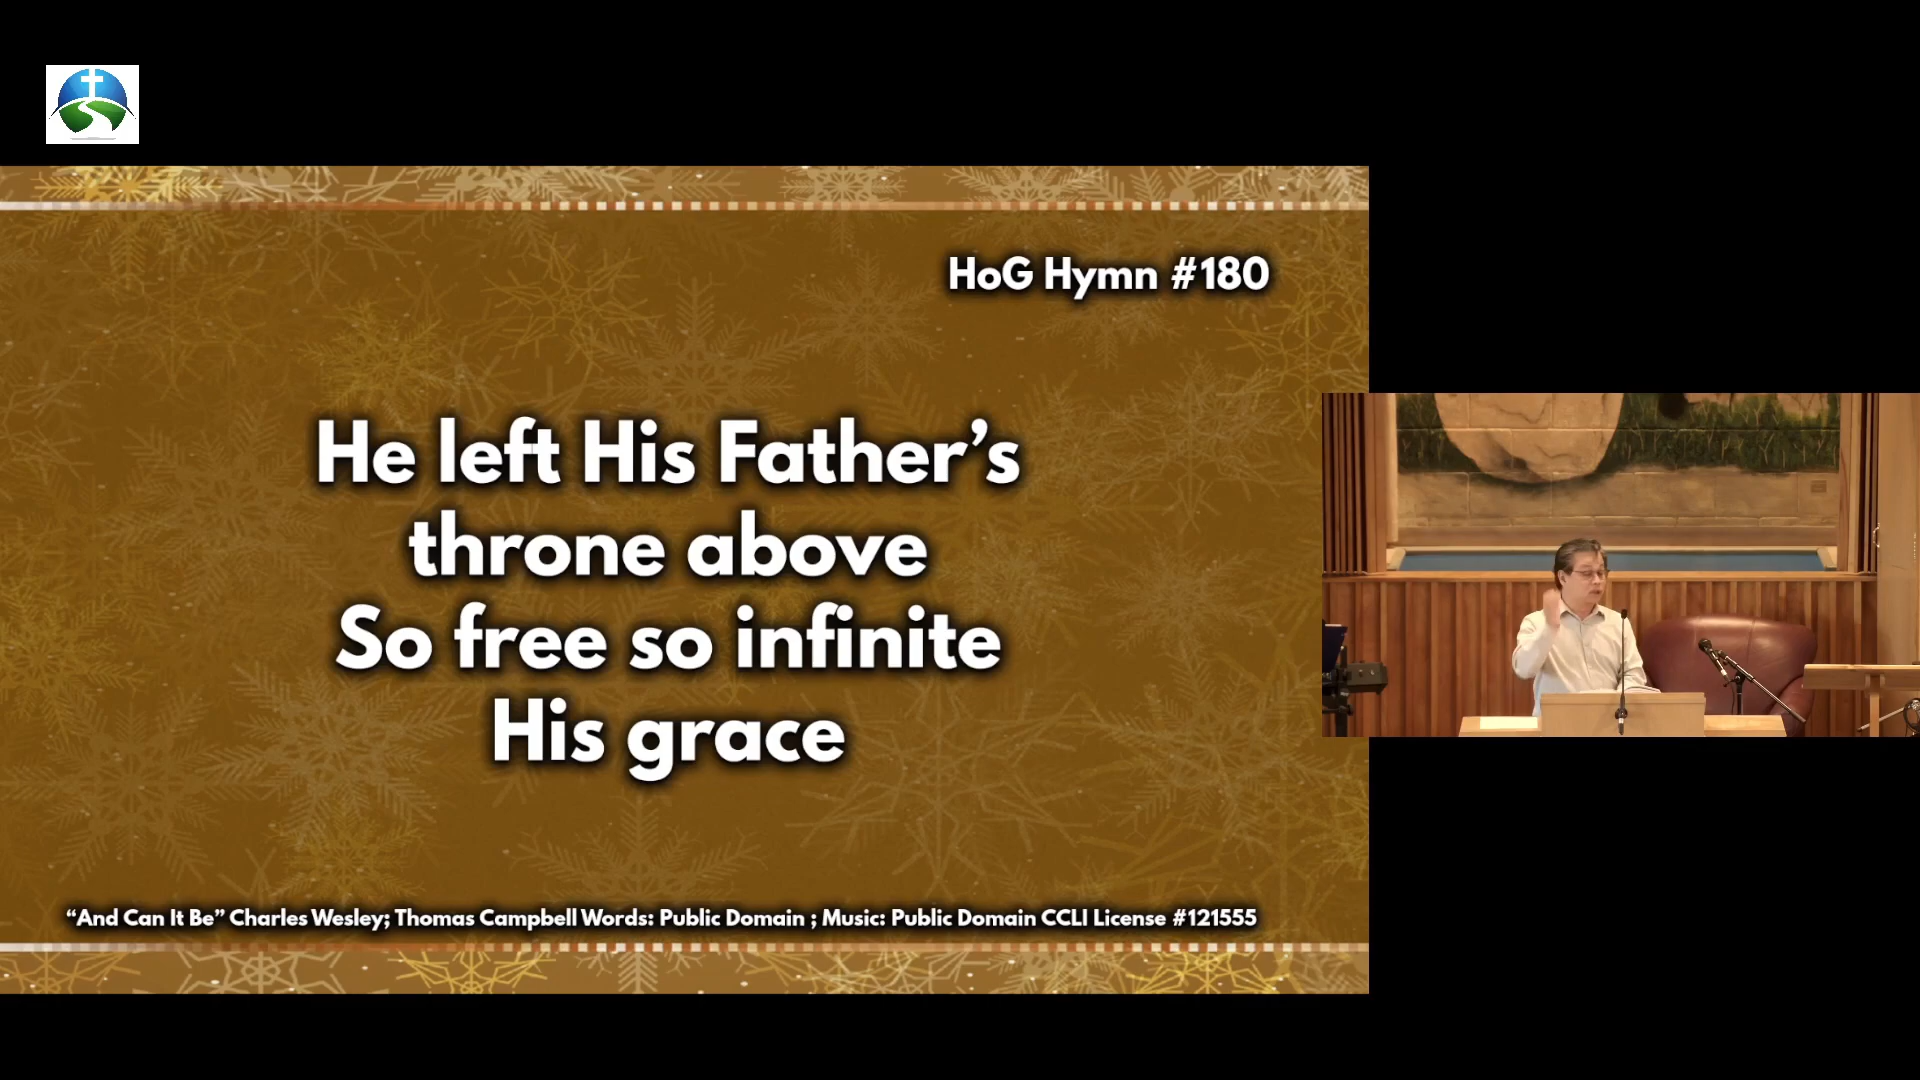 HoG Hymn #180
He left His Father’s
throne above
So free so infinite
His grace
“And Can It Be” Charles Wesley; Thomas Campbell Words: Public Domain ; Music: Public Domain CCLI License #121555